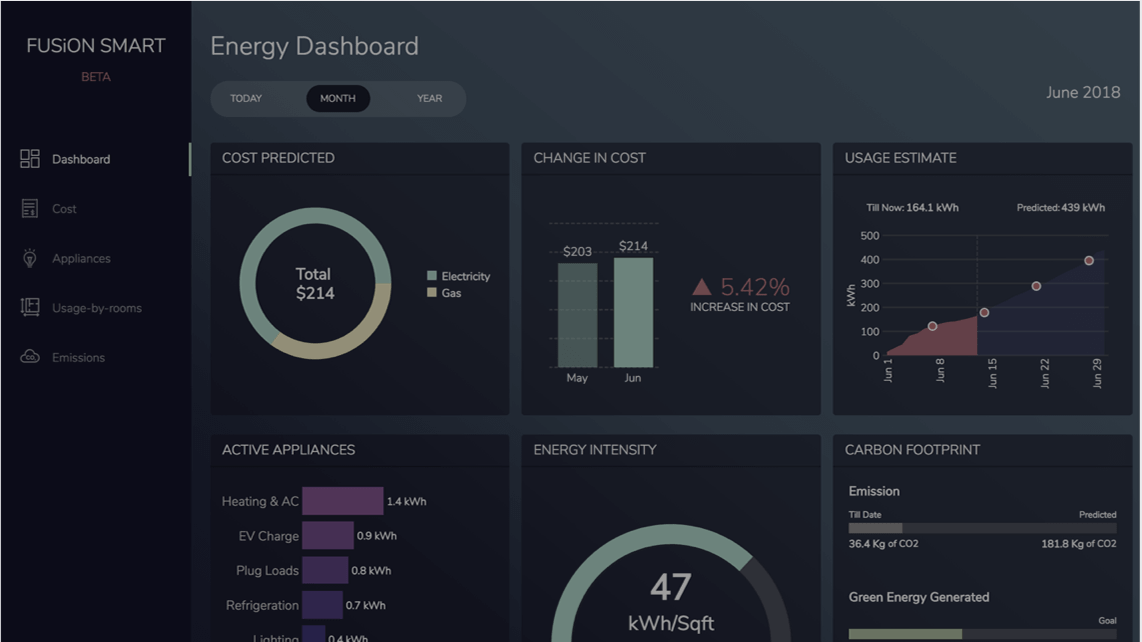 FUSiON SMART
BETA
Dashboard
Cost
Appliances
Usage-by-rooms
Emissions
Energy Dashboard
TODAY MONTH YEAR
June 2018
COST PREDICTED
Total
$214
Electricity
Gas
CHANGE IN COST
$203 $214
May Jun
5.42%
INCREASE IN COST
USAGE ESTIMATE
Till Now: 164.1 kWh Predicted: 439 kWh
kWh
500
400
300
200
100
0
Jun 1 Jun 8 Jun 15 Jun 22 Jun 29
ACTIVE APPLIANCES
Heating & AC 1.4 kWh
EV Charge 0.9 kWh
Plug Loads 0.8 kWh
Refrigeration 0.7 kWh
Lighting 0.4 kWh
ENERGY INTENSITY
47
kWh/Sqft
CARBON FOOTPRINT
Emission
Till Date Predicted
36.4 Kg of CO2 181.8 Kg of CO2
Green Energy Generated
Goal